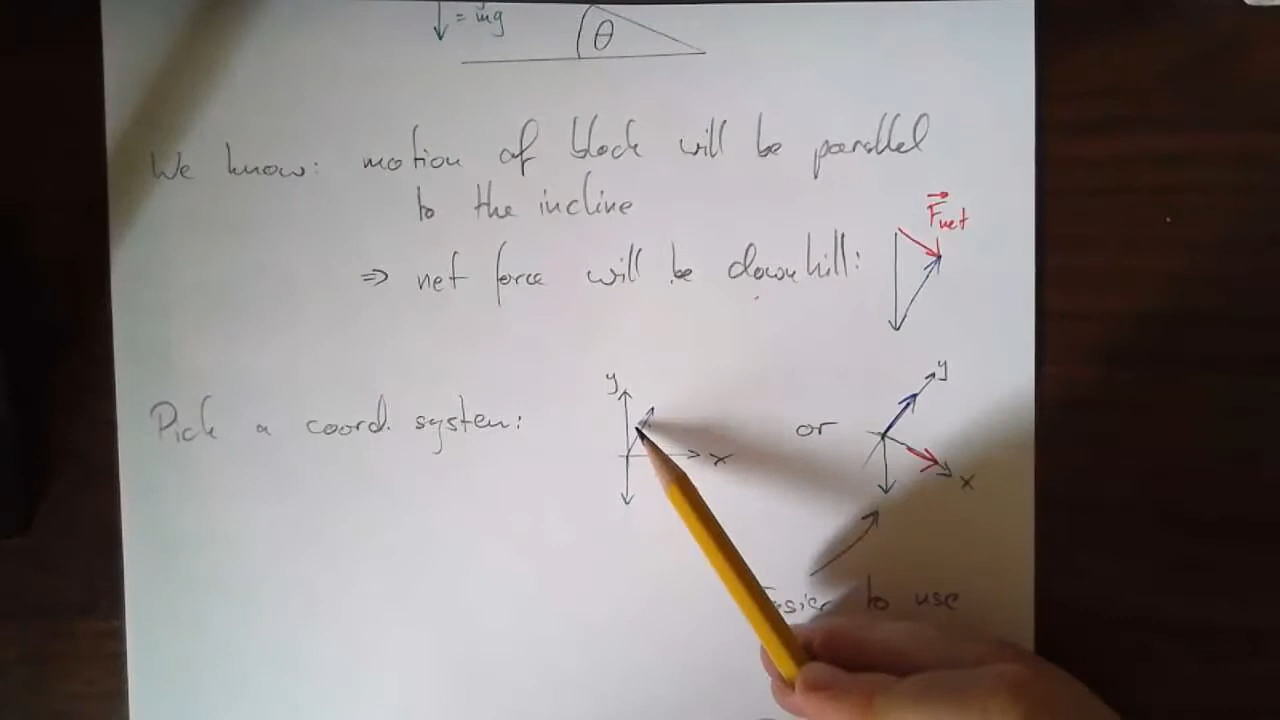 = mg
θ
We know: motion of block will be parallel
to the incline
F net
⇒ net force will be downhill:
y
y
Pick a coord. system:
or
x
x
Easier to use